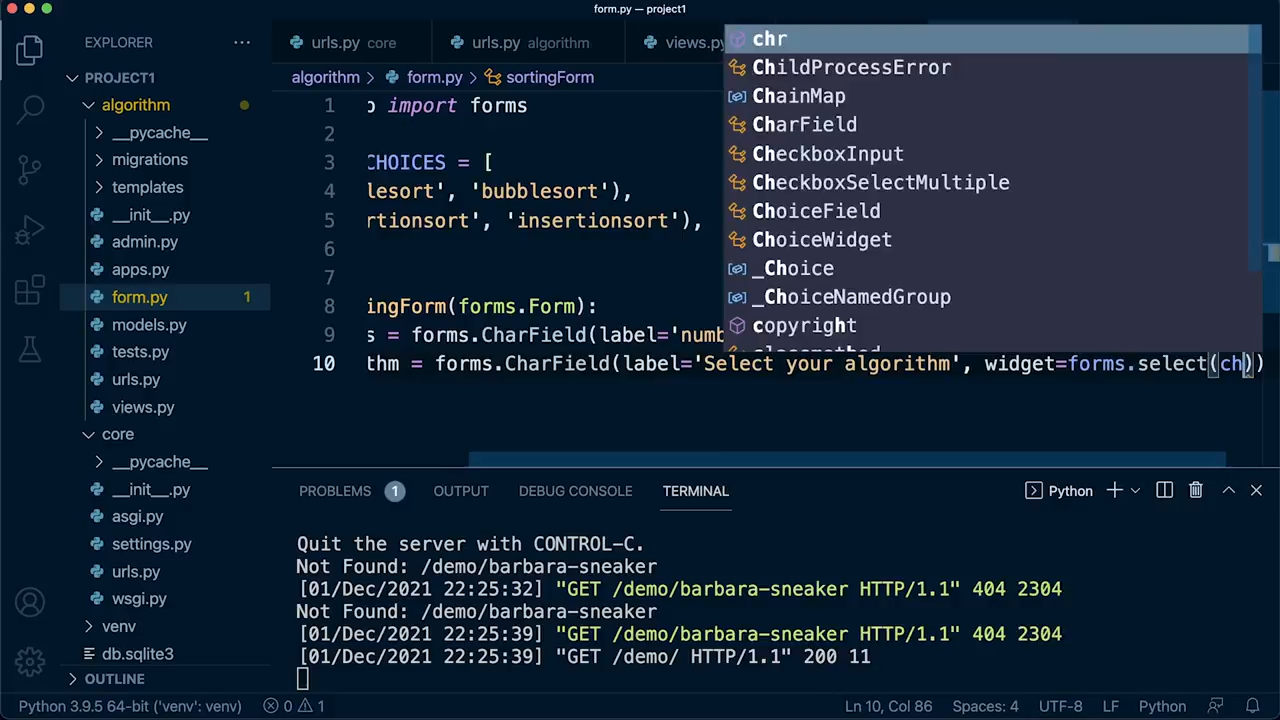 form.py — project1
EXPLORER
PROJECT1
algorithm
__pycache__
migrations
templates
__init__.py
admin.py
apps.py
form.py 1
models.py
tests.py
urls.py
views.py
core
__pycache__
__init__.py
asgi.py
settings.py
urls.py
wsgi.py
venv
db.sqlite3
OUTLINE
urls.py core
urls.py algorithm
views.py
algorithm > form.py > sortingForm
1 import forms
2
3 CHOICES = [
4 lesort', 'bubblesort'),
5 rtionsort', 'insertionsort'),
6
7
8 ingForm(forms.Form):
9 s = forms.CharField(label='numb
10 thm = forms.CharField(label='Select your algorithm', widget=forms.select(ch))
chr
ChildProcessError
ChainMap
CharField
CheckboxInput
CheckboxSelectMultiple
ChoiceField
ChoiceWidget
_Choice
_ChoiceNamedGroup
copyright
PROBLEMS 1 OUTPUT DEBUG CONSOLE TERMINAL Python
Quit the server with CONTROL-C.
Not Found: /demo/barbara-sneaker
[01/Dec/2021 22:25:32] "GET /demo/barbara-sneaker HTTP/1.1" 404 2304
Not Found: /demo/barbara-sneaker
[01/Dec/2021 22:25:39] "GET /demo/barbara-sneaker HTTP/1.1" 404 2304
[01/Dec/2021 22:25:39] "GET /demo/ HTTP/1.1" 200 11
Python 3.9.5 64-bit ('venv': venv) 0 1 Ln 10, Col 86 Spaces: 4 UTF-8 LF Python